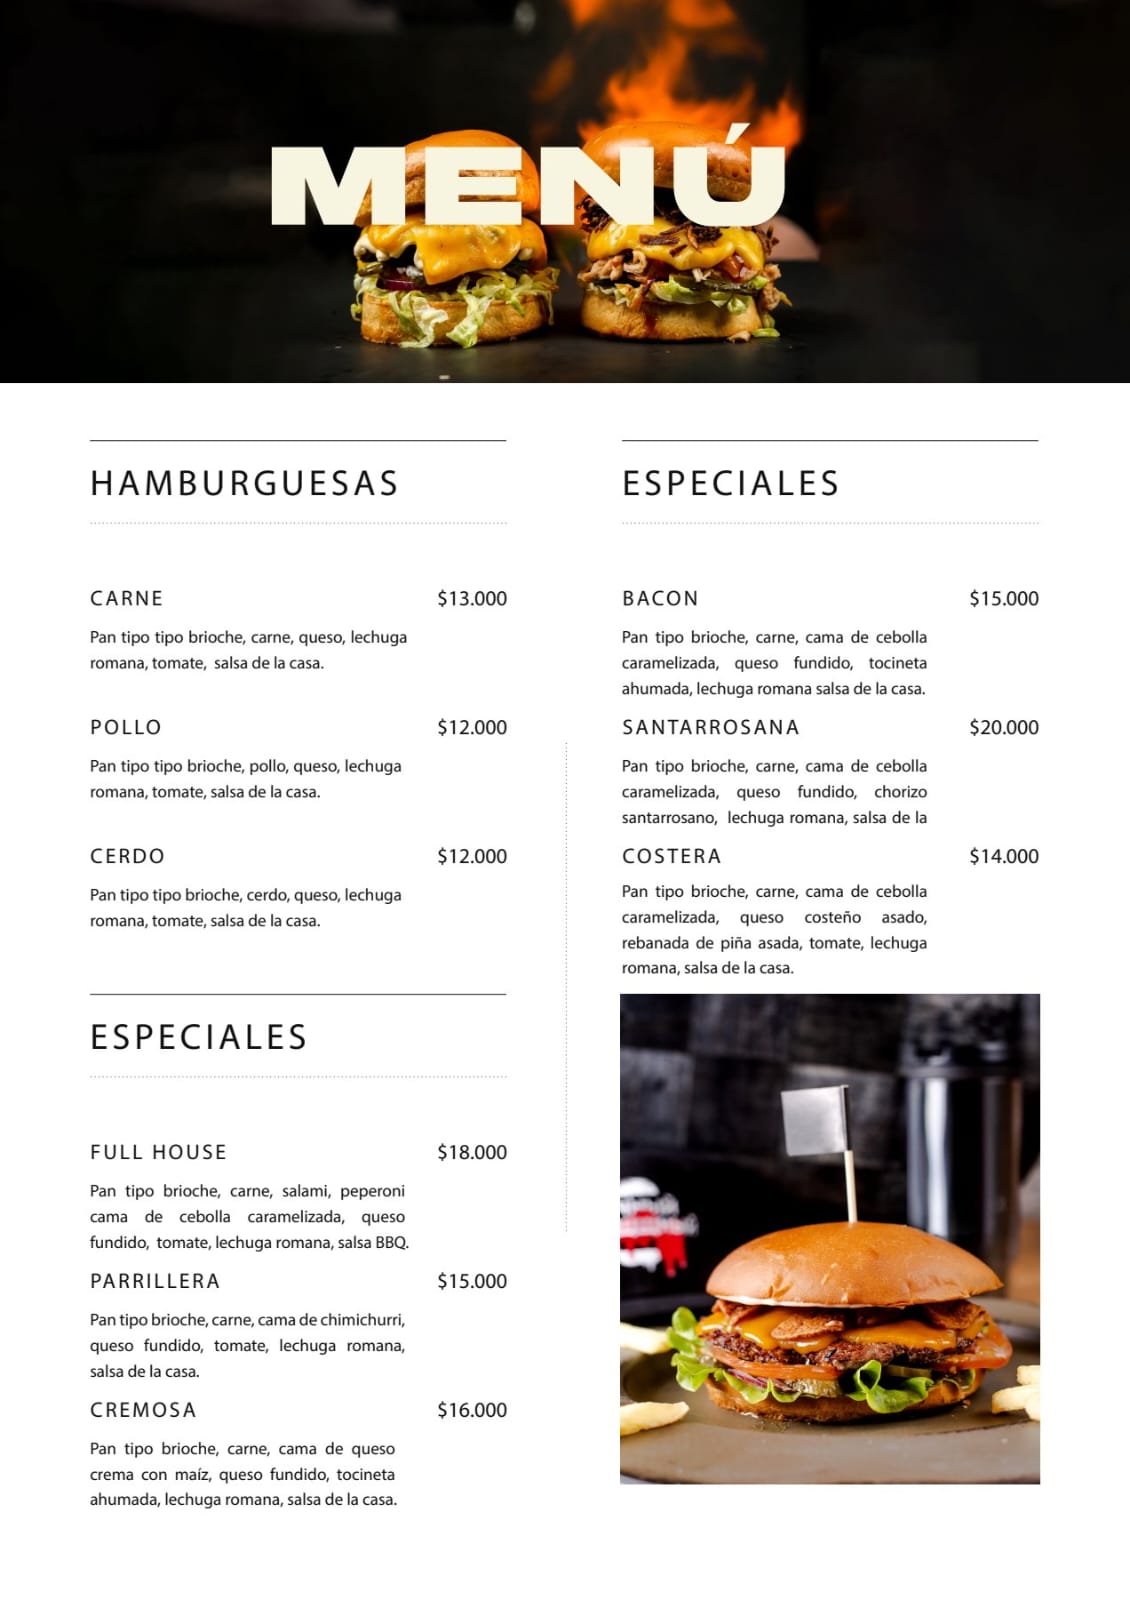 MENÚ
HAMBURGUESAS
CARNE $13.000
Pan tipo tipo brioche, carne, queso, lechuga
romana, tomate, salsa de la casa.
POLLO $12.000
Pan tipo tipo brioche, pollo, queso, lechuga
romana, tomate, salsa de la casa.
CERDO $12.000
Pan tipo tipo brioche, cerdo, queso, lechuga
romana, tomate, salsa de la casa.
ESPECIALES
FULL HOUSE $18.000
Pan tipo brioche, carne, salami, peperoni
cama de cebolla caramelizada, queso
fundido, tomate, lechuga romana, salsa BBQ.
PARRILLERA $15.000
Pan tipo brioche, carne, cama de chimichurri,
queso fundido, tomate, lechuga romana,
salsa de la casa.
CREMOSA $16.000
Pan tipo brioche, carne, cama de queso
crema con maíz, queso fundido, tocineta
ahumada, lechuga romana, salsa de la casa.
ESPECIALES
BACON $15.000
Pan tipo brioche, carne, cama de cebolla
caramelizada, queso fundido, tocineta
ahumada, lechuga romana salsa de la casa.
SANTARROSANA $20.000
Pan tipo brioche, carne, cama de cebolla
caramelizada, queso fundido, chorizo
santarrosano, lechuga romana, salsa de la
COSTERA $14.000
Pan tipo brioche, carne, cama de cebolla
caramelizada, queso costeño asado,
rebanada de piña asada, tomate, lechuga
romana, salsa de la casa.